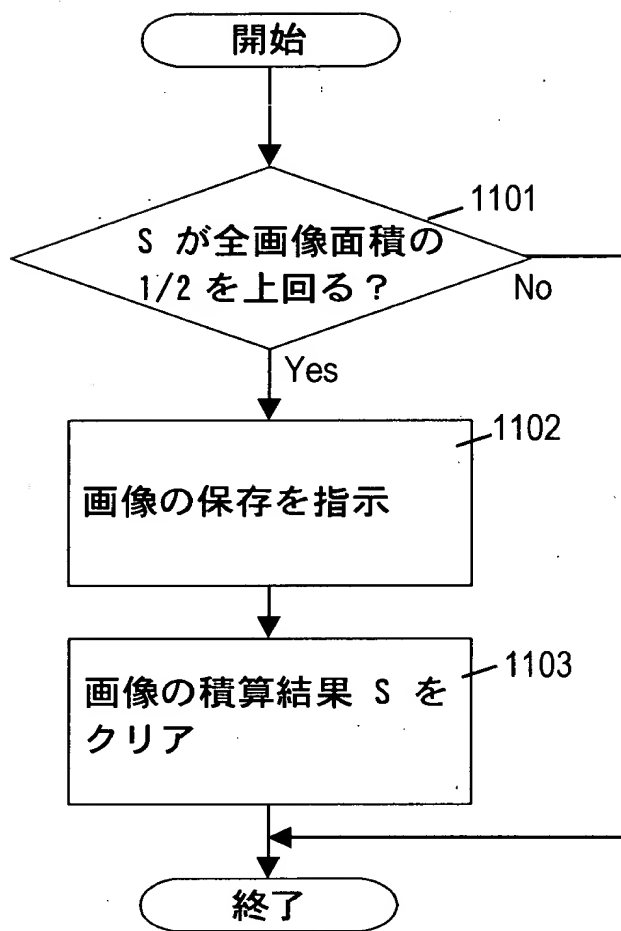 開始
1101
S が全画像面積の
1/2 を上回る？
No
Yes
1102
画像の保存を指示
1103
画像の積算結果 S を
クリア
終了